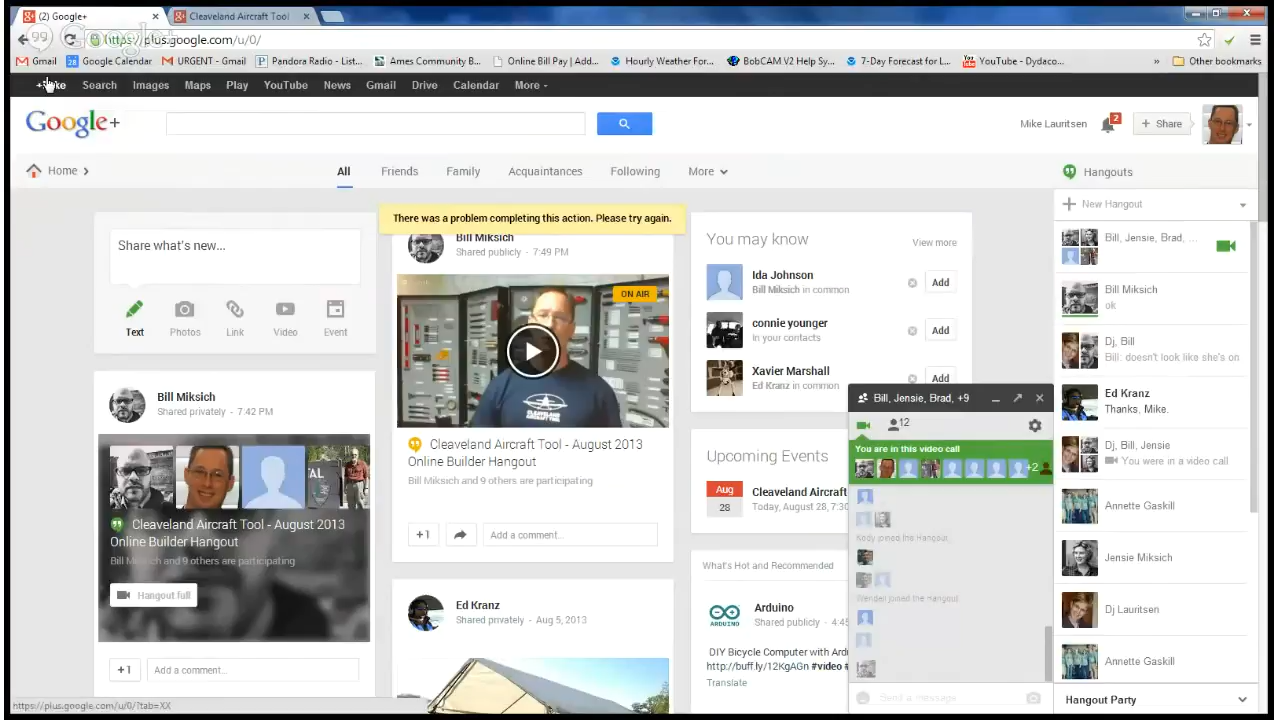 (2) Google+
Cleaveland Aircraft Tool
https://plus.google.com/u/0/
Gmail
Google Calendar
URGENT - Gmail
Pandora Radio - List...
Ames Community B...
Online Bill Pay | Add...
Hourly Weather For...
BobCAM V2 Help Sy...
7-Day Forecast for L...
YouTube - Dydaco...
»
Other bookmarks
Search
Images
Maps
Play
YouTube
News
Gmail
Drive
Calendar
More
Google+
Mike Lauritsen
2
+ Share
Home
All
Friends
Family
Acquaintances
Following
More
Hangouts
There was a problem completing this action. Please try again.
Share what's new...
Text
Photos
Link
Video
Event
Bill Miksich
Shared privately - 7:42 PM
Cleaveland Aircraft Tool - August 2013
Online Builder Hangout
Bill Miksich and 9 others are participating
Hangout full
+1
Add a comment...
Bill Miksich
Shared publicly - 7:49 PM
ON AIR
CLEAVELAND
Cleaveland Aircraft Tool - August 2013
Online Builder Hangout
Bill Miksich and 9 others are participating
+1
Add a comment...
Ed Kranz
Shared privately - Aug 5, 2013
You may know
View more
Ida Johnson
Bill Miksich in common
Add
connie younger
In your contacts
Add
Xavier Marshall
Ed Kranz in common
Add
Upcoming Events
Aug
28
Cleaveland Aircraft
Today, August 28, 7:30
What's Hot and Recommended
ARDUINO
Arduino
Shared publicly - 4:45
DIY Bicycle Computer with Ardu
http://buff.ly/12KgAGn #video #
Translate
Bill, Jensie, Brad, +9
12
You are in this video call
+2
Kody joined the Hangout.
Wendell joined the Hangout.
Send a message...
New Hangout
Bill, Jensie, Brad, ...
Bill Miksich
ok
Dj, Bill
Bill: doesn't look like she's on
Ed Kranz
Thanks, Mike.
Dj, Bill, Jensie
You were in a video call
Annette Gaskill
Jensie Miksich
Dj Lauritsen
Annette Gaskill
Hangout Party
https://plus.google.com/u/0/?tab=XX